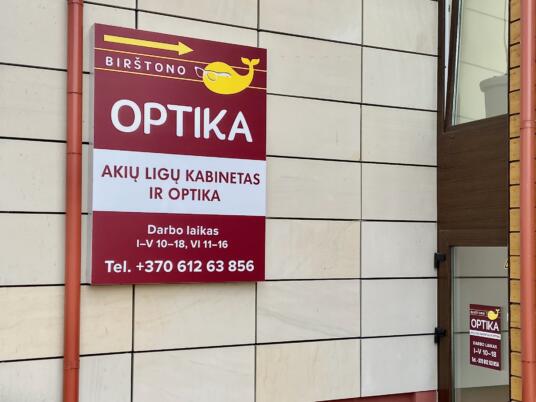 BIRŠTONO
OPTIKA
AKIŲ LIGŲ KABINETAS
IR OPTIKA
Darbo laikas
I–V 10–18, VI 11–16
Tel. +370 612 63 856
OPTIKA
DARBO LAIKAS
I–V 10–18